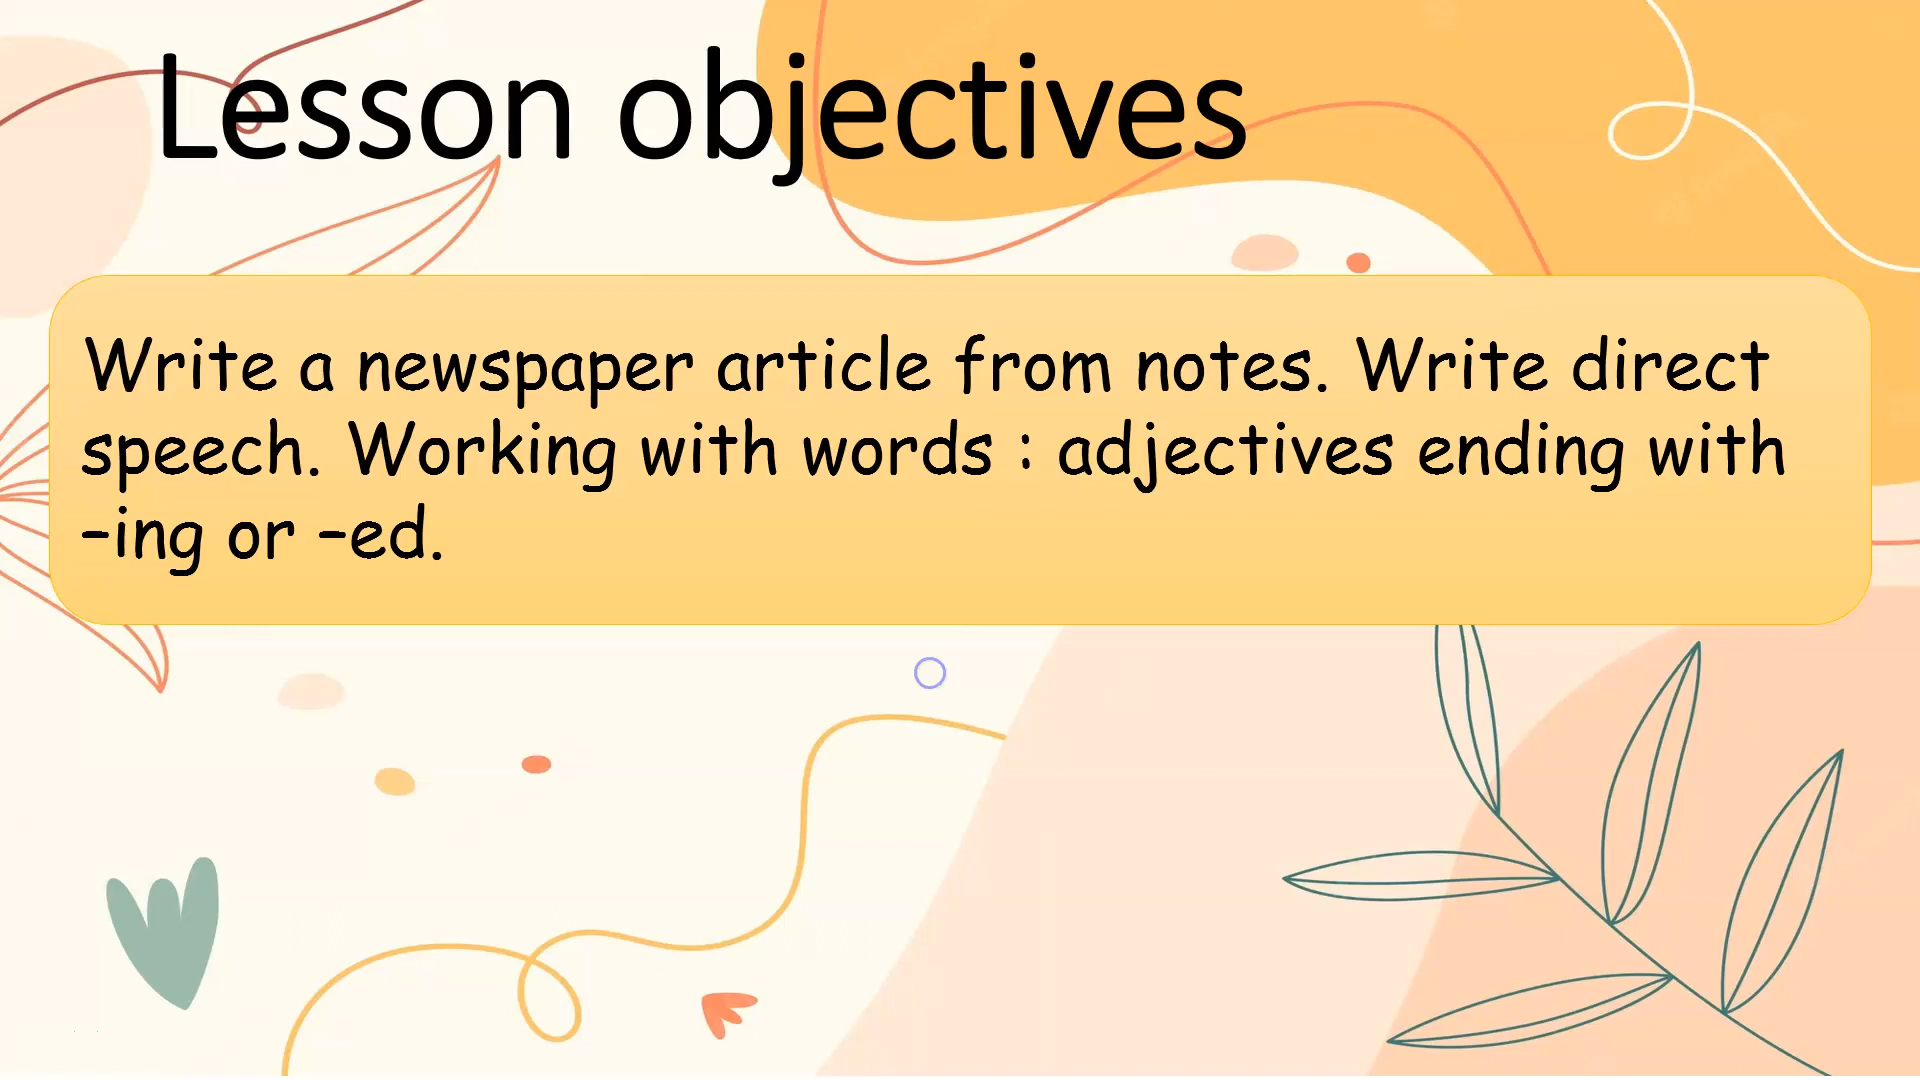 Lesson objectives
Write a newspaper article from notes. Write direct
speech. Working with words : adjectives ending with
–ing or –ed.